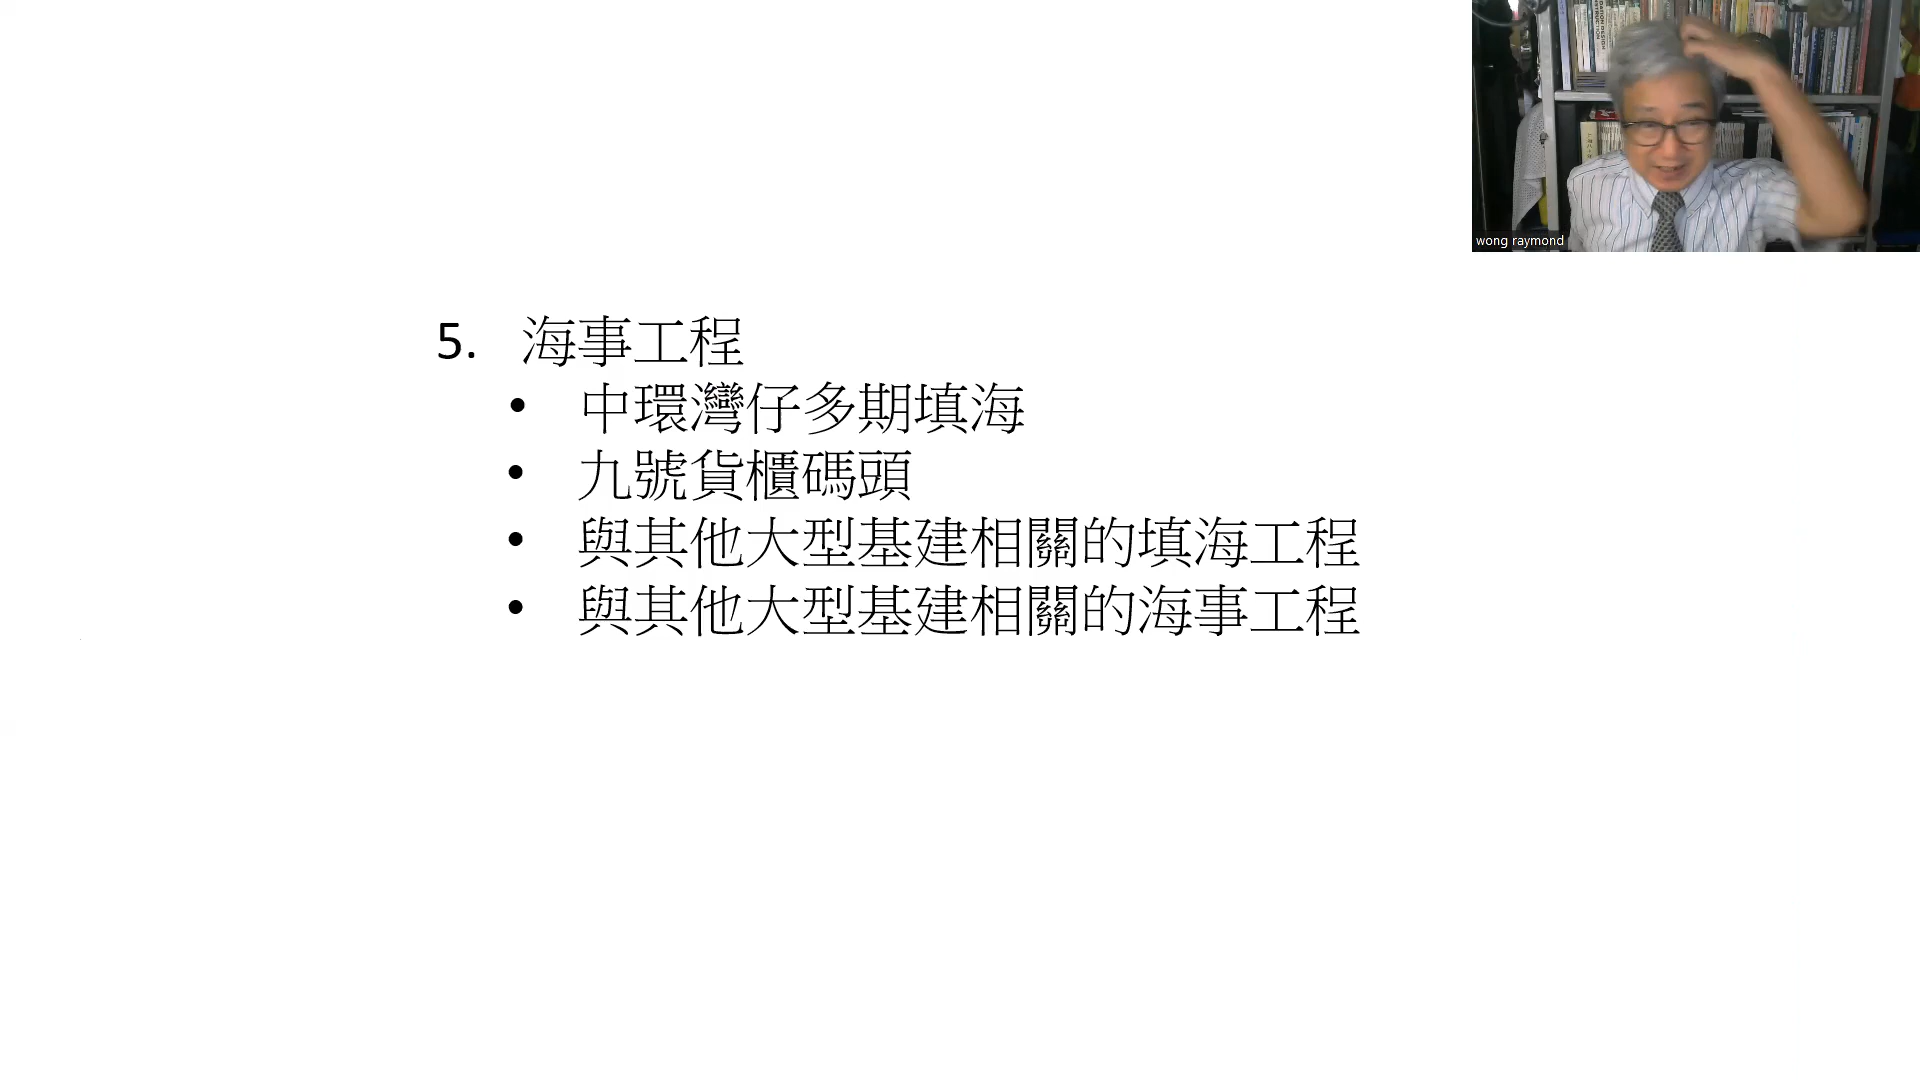 wong raymond
5. 海事工程
• 中環灣仔多期填海
• 九號貨櫃碼頭
• 與其他大型基建相關的填海工程
• 與其他大型基建相關的海事工程